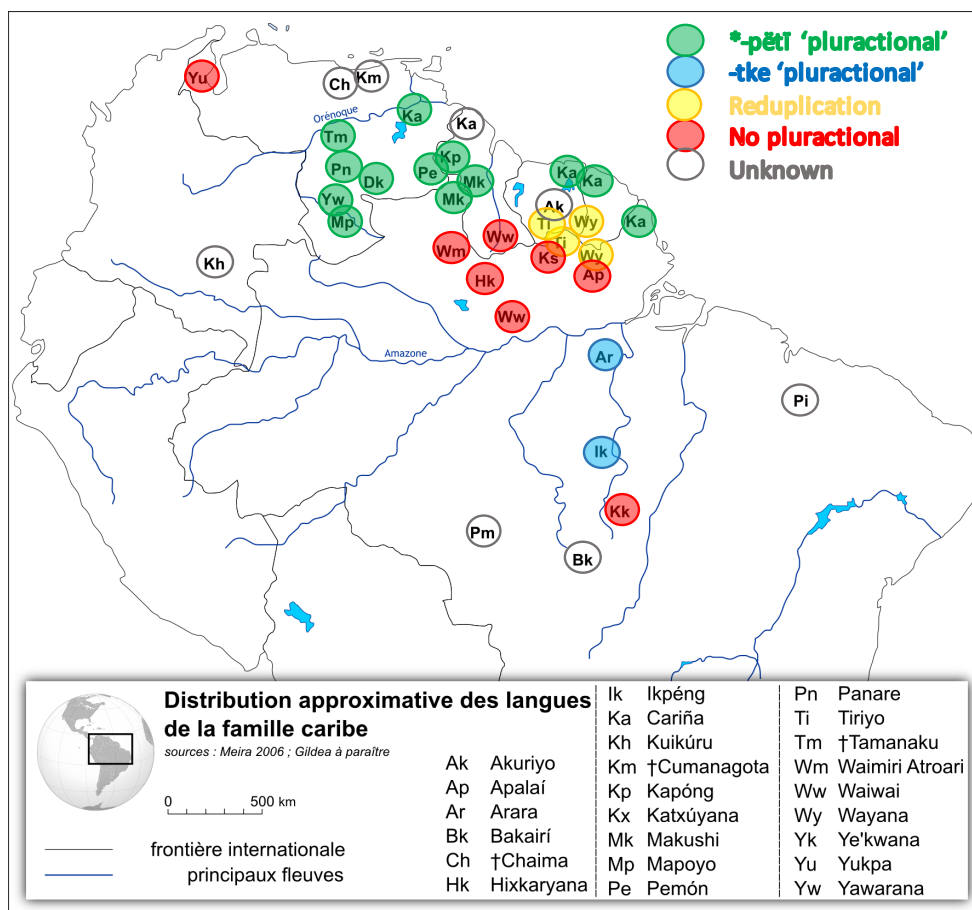 *-pëtï ‘pluractional’
-tke ‘pluractional’
Reduplication
No pluractional
Unknown
Yu
Ch
Km
Orénoque
Ka
Ka
Tm
Kp
Pn
Pe
Dk
Mk
Ka
Ka
Yw
Mk
Mp
Ak
Ti
Wy
Ka
Ww
Wm
Ti
Ks
Wy
Kh
Hk
Ap
Ww
Amazone
Ar
Pi
Ik
Kk
Pm
Bk
Distribution approximative des langues
de la famille caribe
sources : Meira 2006 ; Gildea à paraître
0 500 km
frontière internationale
principaux fleuves
Ak Akuriyo
Ap Apalaí
Ar Arara
Bk Bakairí
Ch †Chaima
Hk Hixkaryana
Ik Ikpéng
Ka Cariña
Kh Kuikúru
Km †Cumanagota
Kp Kapóng
Kx Katxúyana
Mk Makushi
Mp Mapoyo
Pe Pemón
Pn Panare
Ti Tiriyo
Tm †Tamanaku
Wm Waimiri Atroari
Ww Waiwai
Wy Wayana
Yk Ye'kwana
Yu Yukpa
Yw Yawarana